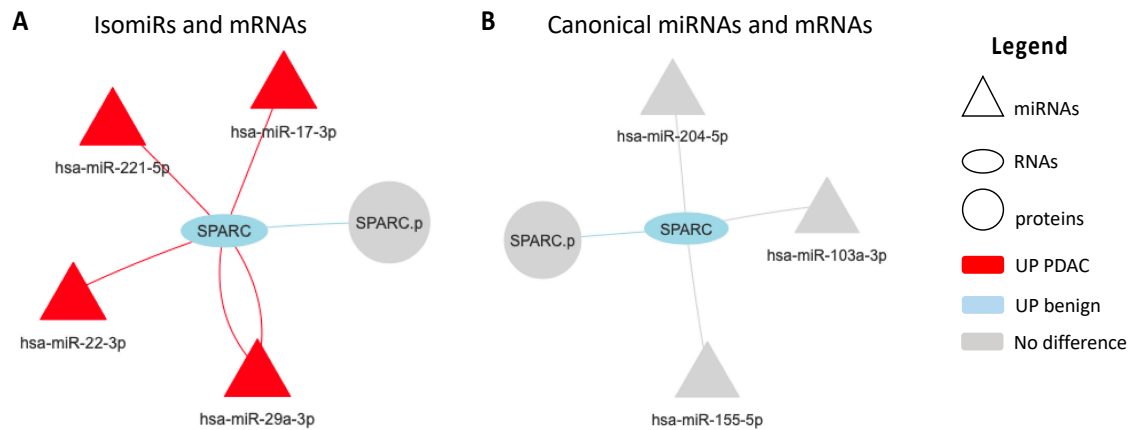 A
IsomiRs and mRNAs
hsa-miR-17-3p
hsa-miR-221-5p
SPARC
SPARC.p
hsa-miR-22-3p
hsa-miR-29a-3p
B
Canonical miRNAs and mRNAs
hsa-miR-204-5p
SPARC
SPARC.p
hsa-miR-103a-3p
hsa-miR-155-5p
Legend
miRNAs
RNAs
proteins
UP PDAC
UP benign
No difference